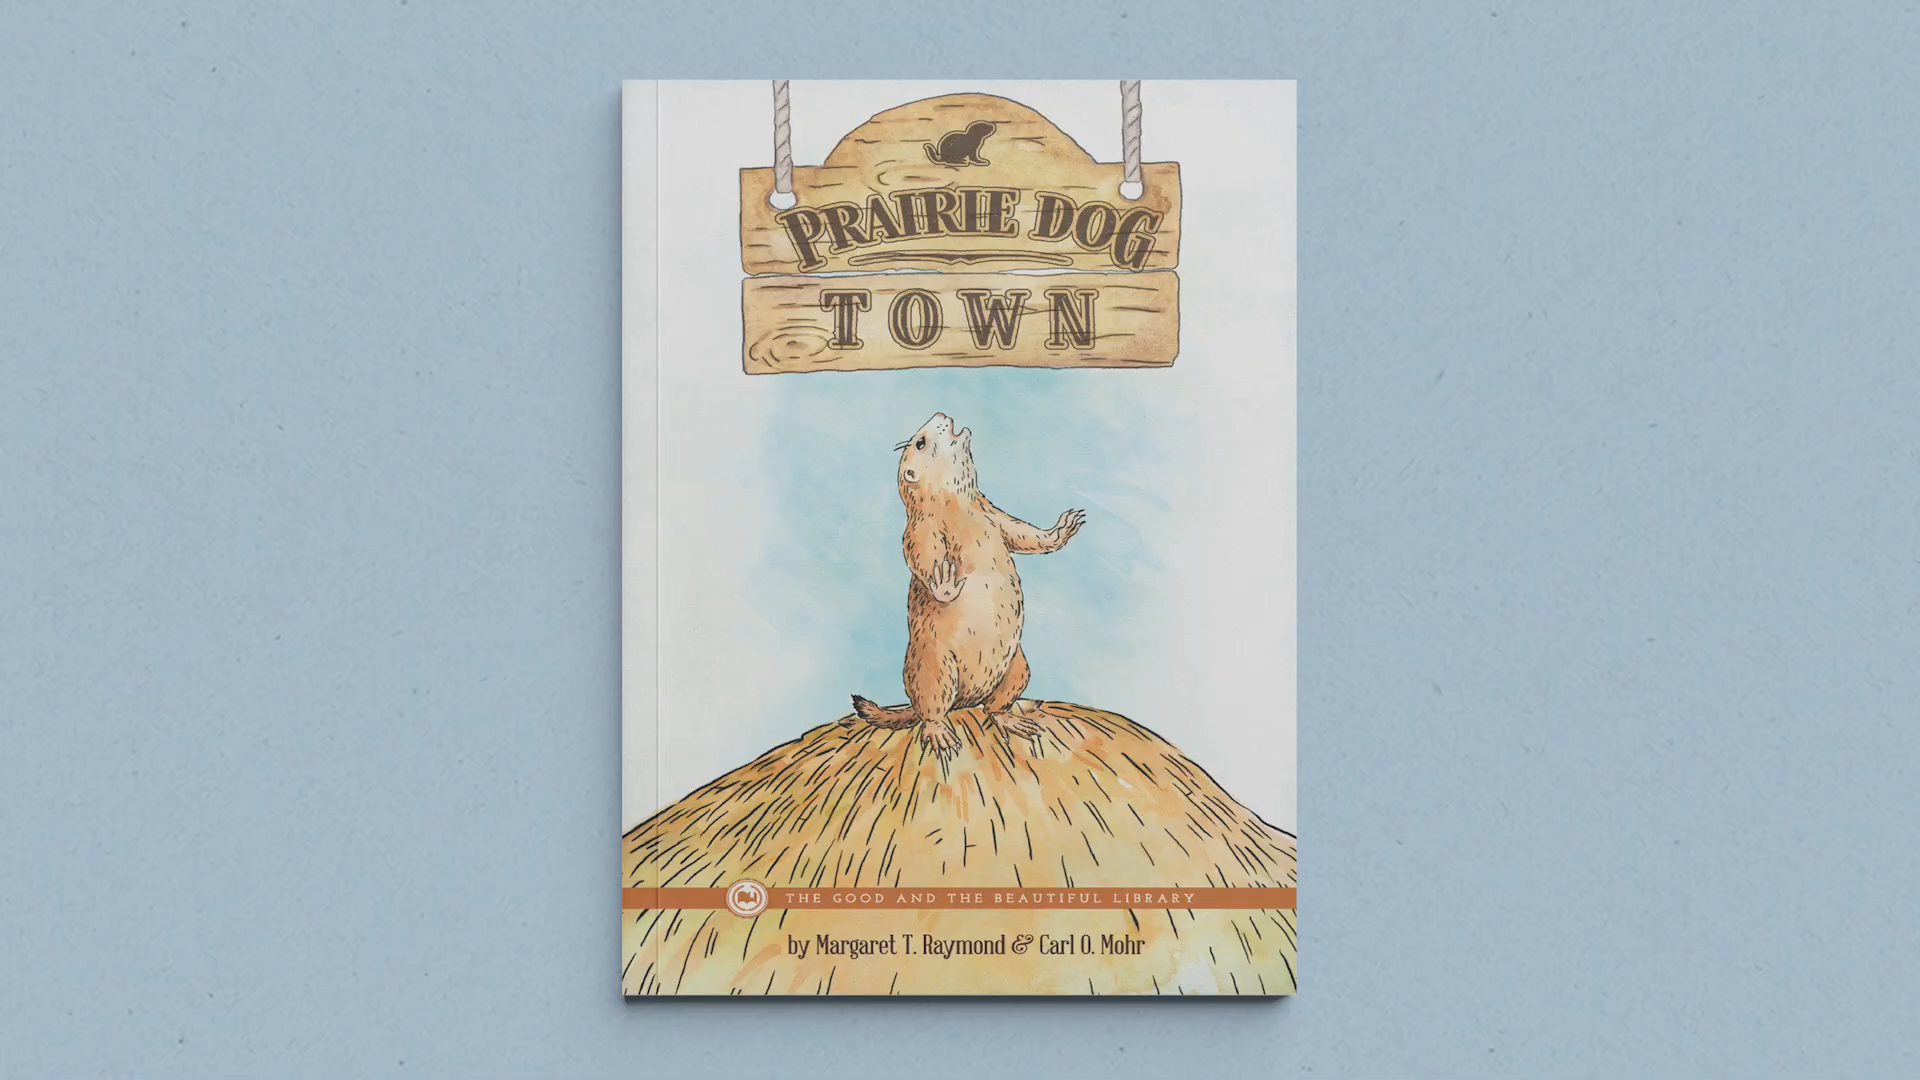 PRAIRIE DOG
TOWN
THE GOOD AND THE BEAUTIFUL LIBRARY
by Margaret T. Raymond & Carl O. Mohr